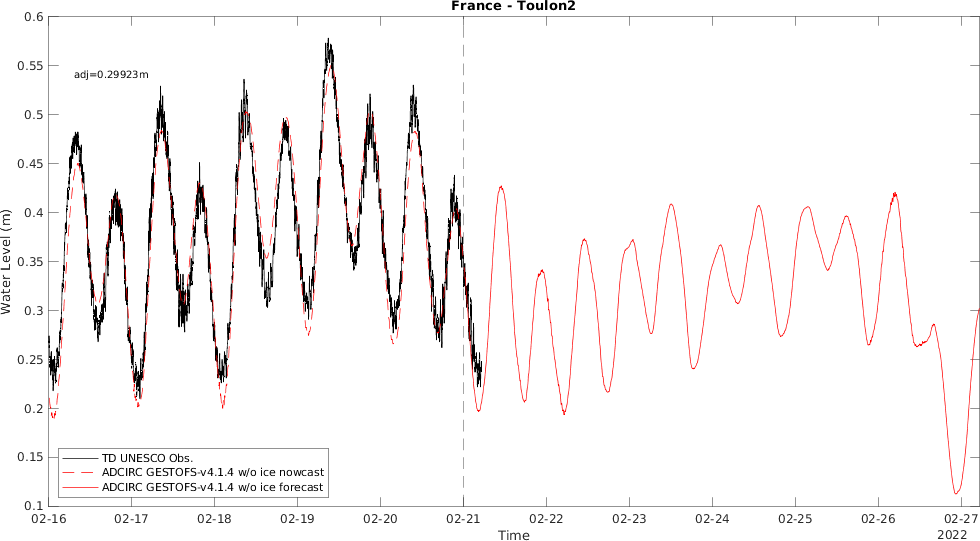 France - Toulon2
0.6
0.55
adj=0.29923m
0.5
0.45
0.4
0.35
0.3
0.25
0.2
0.15
0.1
Water Level (m)
TD UNESCO Obs.
ADCIRC GESTOFS-v4.1.4 w/o ice nowcast
ADCIRC GESTOFS-v4.1.4 w/o ice forecast
02-16 02-17 02-18 02-19 02-20 02-21 02-22 02-23 02-24 02-25 02-26 02-27
Time
2022